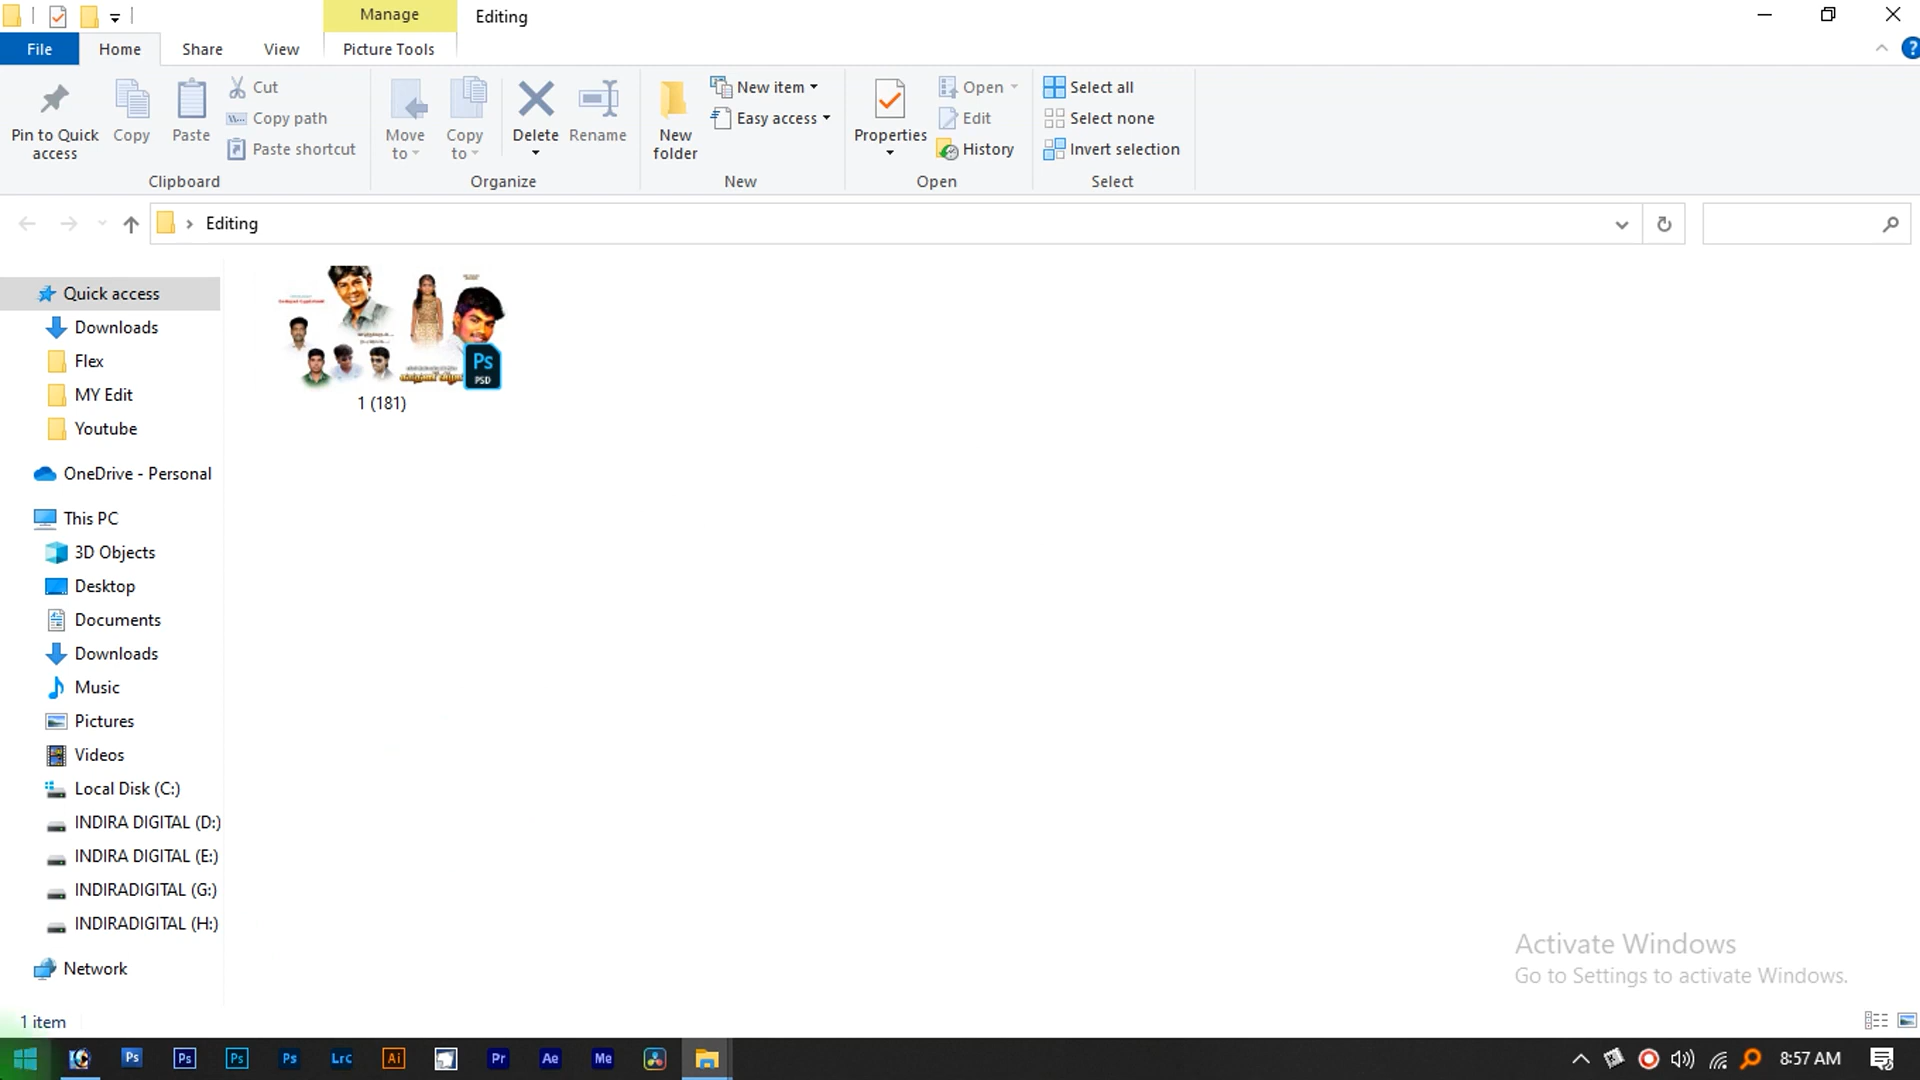 Manage
Editing
File
Home
Share
View
Picture Tools
?
Pin to Quick access
Copy
Paste
Cut
Copy path
Paste shortcut
Clipboard
Move to
Copy to
Delete
Rename
Organize
New folder
New item
Easy access
New
Properties
Open
Edit
History
Open
Select all
Select none
Invert selection
Select
Editing
Quick access
Downloads
Flex
MY Edit
Youtube
OneDrive - Personal
This PC
3D Objects
Desktop
Documents
Downloads
Music
Pictures
Videos
Local Disk (C:)
INDIRA DIGITAL (D:)
INDIRA DIGITAL (E:)
INDIRADIGITAL (G:)
INDIRADIGITAL (H:)
Network
Ps
PSD
1 (181)
Activate Windows
Go to Settings to activate Windows.
1 item
Ps
Ps
Ps
Ps
Lrc
Ai
Pr
Ae
Me
8:57 AM